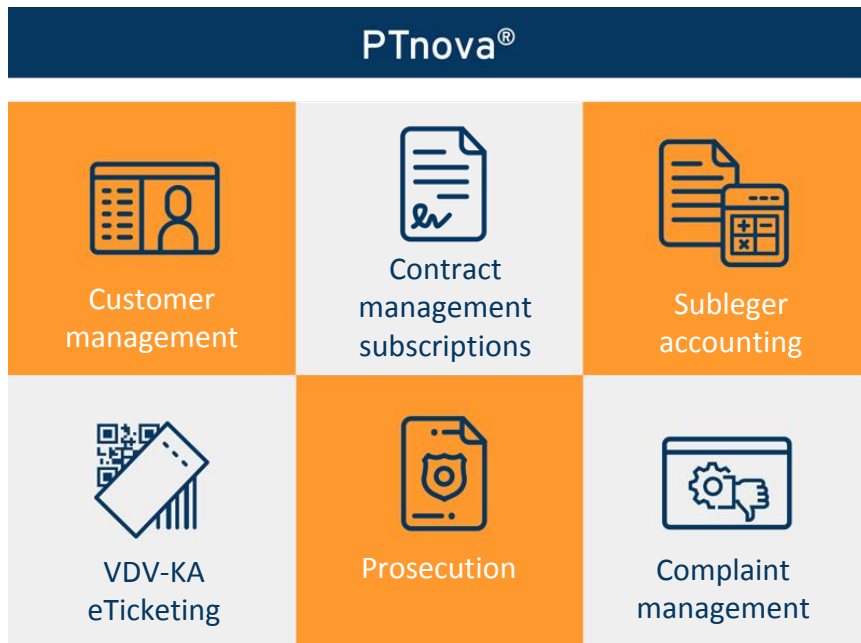 PTnova®
Customer
management
Contract
management
subscriptions
Subleger
accounting
VDV-KA
eTicketing
Prosecution
Complaint
management